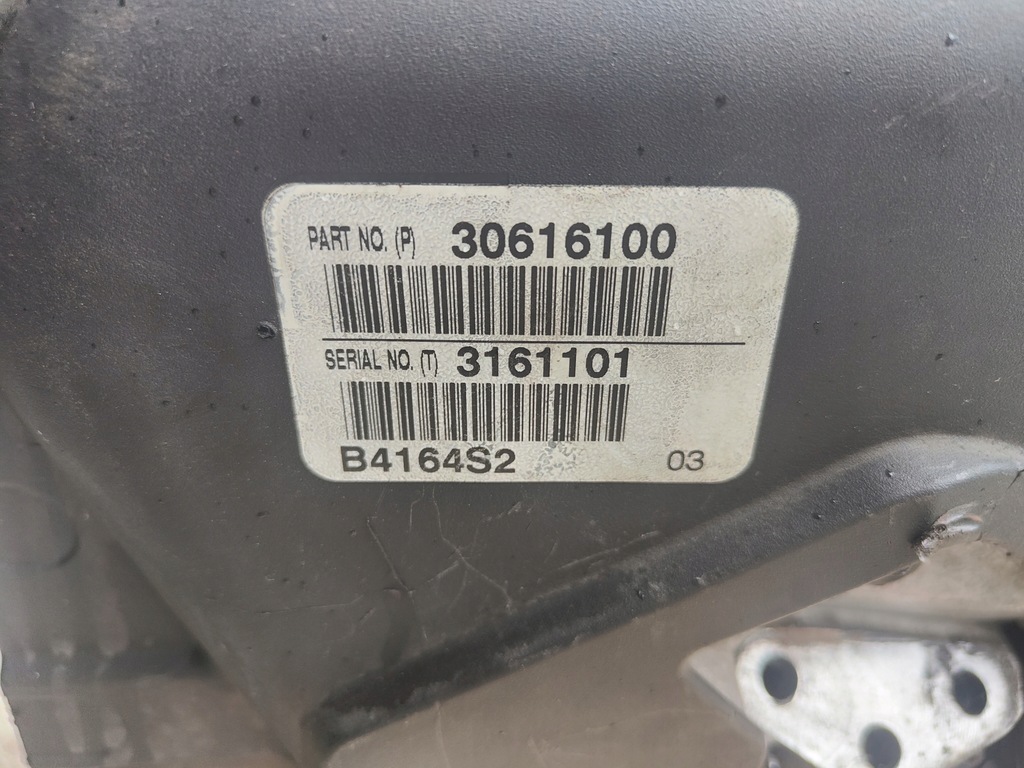 PART NO. (P) 30616100
SERIAL NO. (T) 3161101
B4164S2 03